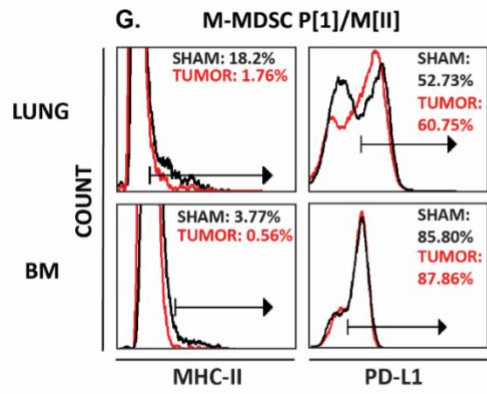 G. M-MDSC P[1]/M[II]
LUNG
COUNT
SHAM: 18.2%
TUMOR: 1.76%
SHAM:
52.73%
TUMOR:
60.75%
BM
SHAM: 3.77%
TUMOR: 0.56%
SHAM:
85.80%
TUMOR:
87.86%
MHC-II
PD-L1